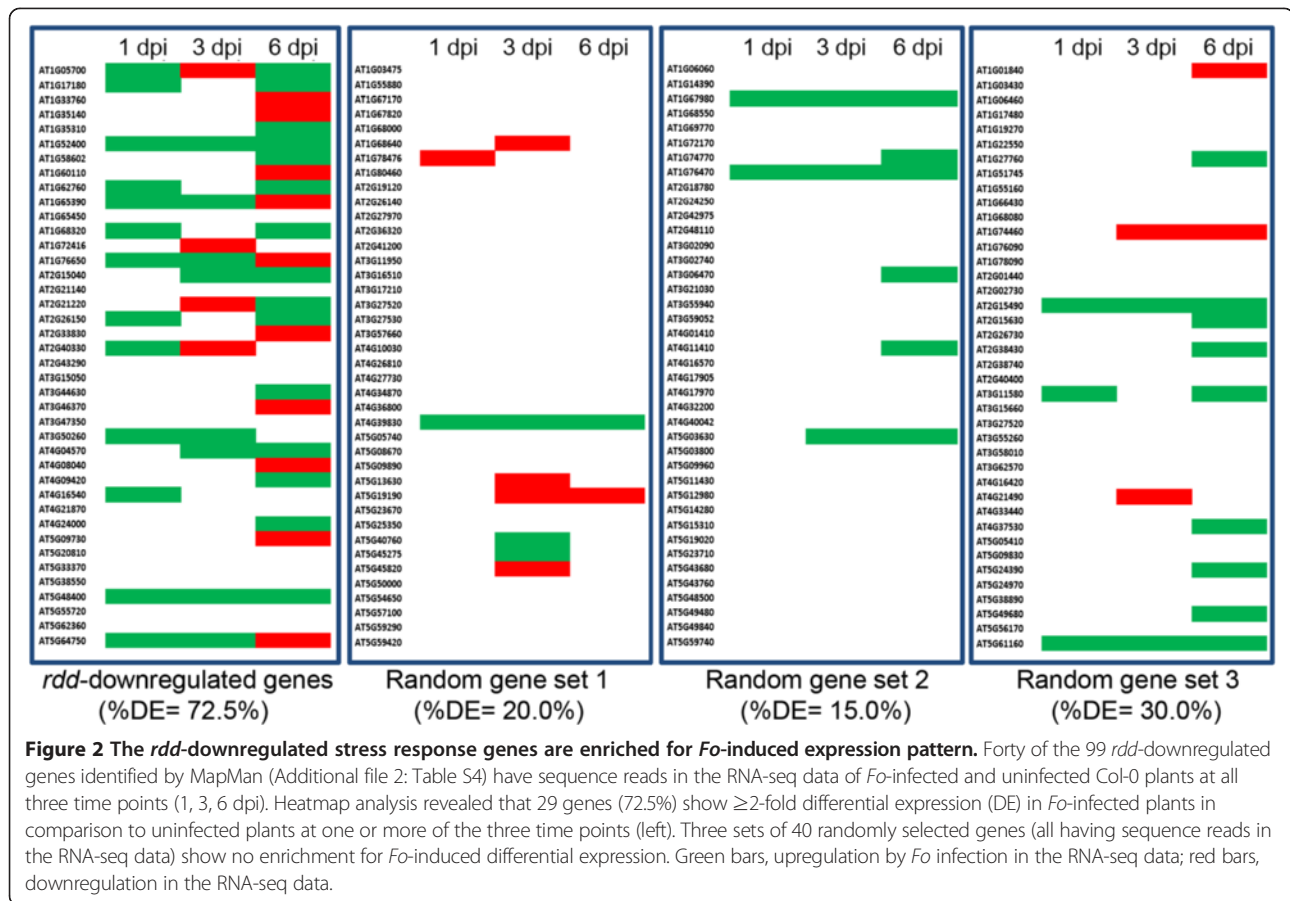 1 dpi 3 dpi 6 dpi
AT1G05700
AT1G17180
AT1G33760
AT1G35140
AT1G35310
AT1G52400
AT1G58602
AT1G60110
AT1G62760
AT1G65390
AT1G65450
AT1G68320
AT1G72416
AT1G76650
AT2G15040
AT2G21140
AT2G21220
AT2G26150
AT2G33830
AT2G40330
AT2G43290
AT3G15050
AT3G44630
AT3G46370
AT3G47350
AT3G50260
AT4G04570
AT4G08040
AT4G09420
AT4G16540
AT4G21870
AT4G24000
AT5G09730
AT5G20810
AT5G33370
AT5G38550
AT5G48400
AT5G55720
AT5G62360
AT5G64750
rdd-downregulated genes
(%DE= 72.5%)
1 dpi 3 dpi 6 dpi
AT1G03475
AT1G55880
AT1G67170
AT1G67820
AT1G68000
AT1G68640
AT1G78476
AT1G80460
AT2G19120
AT2G26140
AT2G27970
AT2G36320
AT2G41200
AT3G11950
AT3G16510
AT3G17210
AT3G27520
AT3G27530
AT3G57660
AT4G10030
AT4G26810
AT4G27730
AT4G34870
AT4G36800
AT4G39830
AT5G05740
AT5G08670
AT5G09890
AT5G13630
AT5G19190
AT5G23670
AT5G25350
AT5G40760
AT5G45275
AT5G45820
AT5G50000
AT5G54650
AT5G57100
AT5G59290
AT5G59420
Random gene set 1
(%DE= 20.0%)
1 dpi 3 dpi 6 dpi
AT1G06060
AT1G14390
AT1G67980
AT1G68550
AT1G69770
AT1G72170
AT1G74770
AT1G76470
AT2G18780
AT2G24250
AT2G42975
AT2G48110
AT3G02090
AT3G02740
AT3G06470
AT3G21030
AT3G55940
AT3G59052
AT4G01410
AT4G11410
AT4G16570
AT4G17905
AT4G17970
AT4G32200
AT4G40042
AT5G03630
AT5G03800
AT5G09960
AT5G11430
AT5G12980
AT5G14280
AT5G15310
AT5G19020
AT5G23710
AT5G43680
AT5G43760
AT5G48500
AT5G49480
AT5G49840
AT5G59740
Random gene set 2
(%DE= 15.0%)
1 dpi 3 dpi 6 dpi
AT1G01840
AT1G03430
AT1G06460
AT1G17480
AT1G19270
AT1G22550
AT1G27760
AT1G51745
AT1G55160
AT1G66430
AT1G68080
AT1G74460
AT1G76090
AT1G78090
AT2G01440
AT2G02730
AT2G15490
AT2G15630
AT2G26730
AT2G38430
AT2G38740
AT2G40400
AT3G11580
AT3G15660
AT3G27520
AT3G55260
AT3G58010
AT3G62570
AT4G16420
AT4G21490
AT4G33440
AT4G37530
AT5G05410
AT5G09830
AT5G24390
AT5G24970
AT5G38890
AT5G49680
AT5G56170
AT5G61160
Random gene set 3
(%DE= 30.0%)
Figure 2 The rdd-downregulated stress response genes are enriched for Fo-induced expression pattern. Forty of the 99 rdd-downregulated
genes identified by MapMan (Additional file 2: Table S4) have sequence reads in the RNA-seq data of Fo-infected and uninfected Col-0 plants at all
three time points (1, 3, 6 dpi). Heatmap analysis revealed that 29 genes (72.5%) show ≥2-fold differential expression (DE) in Fo-infected plants in
comparison to uninfected plants at one or more of the three time points (left). Three sets of 40 randomly selected genes (all having sequence reads in
the RNA-seq data) show no enrichment for Fo-induced differential expression. Green bars, upregulation by Fo infection in the RNA-seq data; red bars,
downregulation in the RNA-seq data.